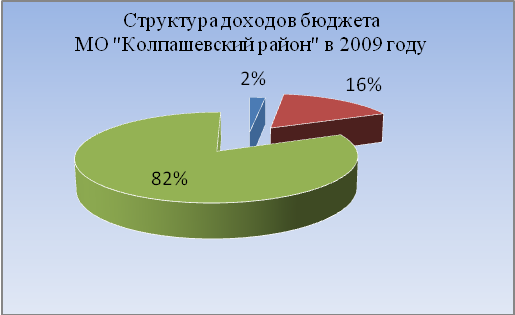 Структура доходов бюджета
МО "Колпашевский район" в 2009 году
2%
16%
82%